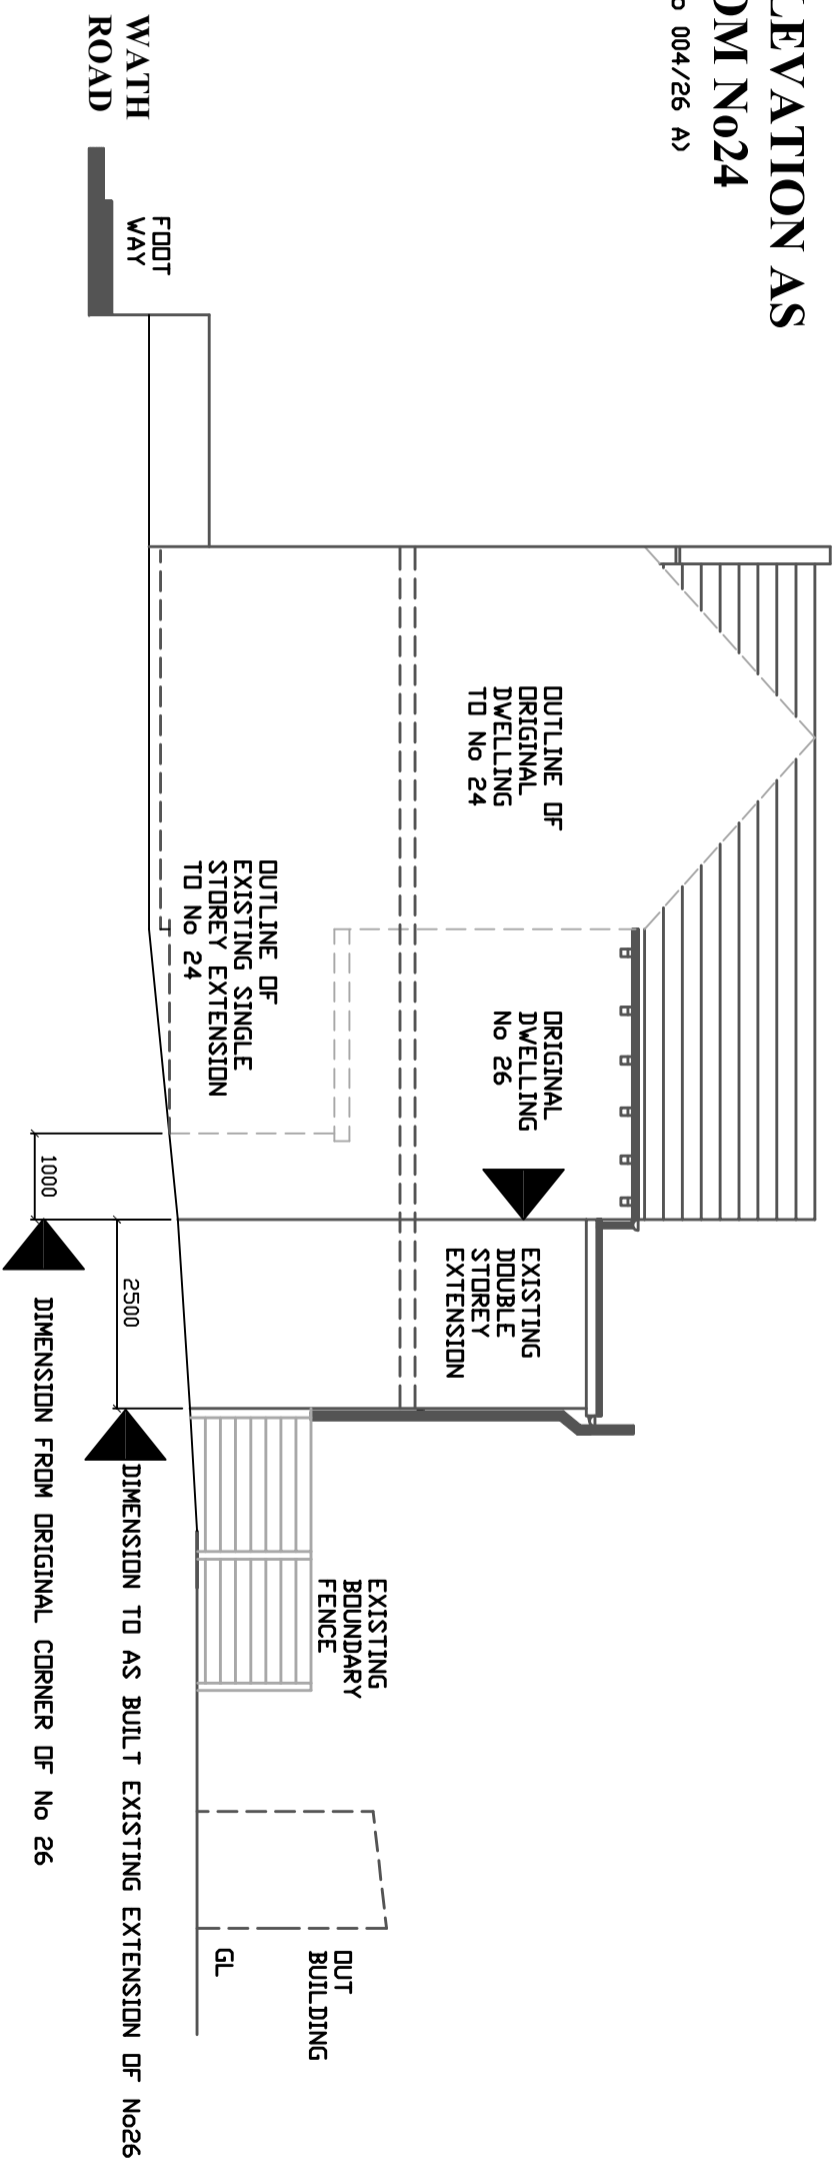 LEVATION AS
OM No24
004/26 A)
WATH
ROAD
FOOT
WAY
OUTLINE OF
ORIGINAL
DWELLING
TO No 24
OUTLINE OF
EXISTING SINGLE
STOREY EXTENSION
TO No 24
ORIGINAL
DWELLING
No 26
EXISTING
DOUBLE
STOREY
EXTENSION
1000
2500
DIMENSION FROM ORIGINAL CORNER OF No 26
DIMENSION TO AS BUILT EXISTING EXTENSION OF No26
EXISTING
BOUNDARY
FENCE
OUT
BUILDING
GL